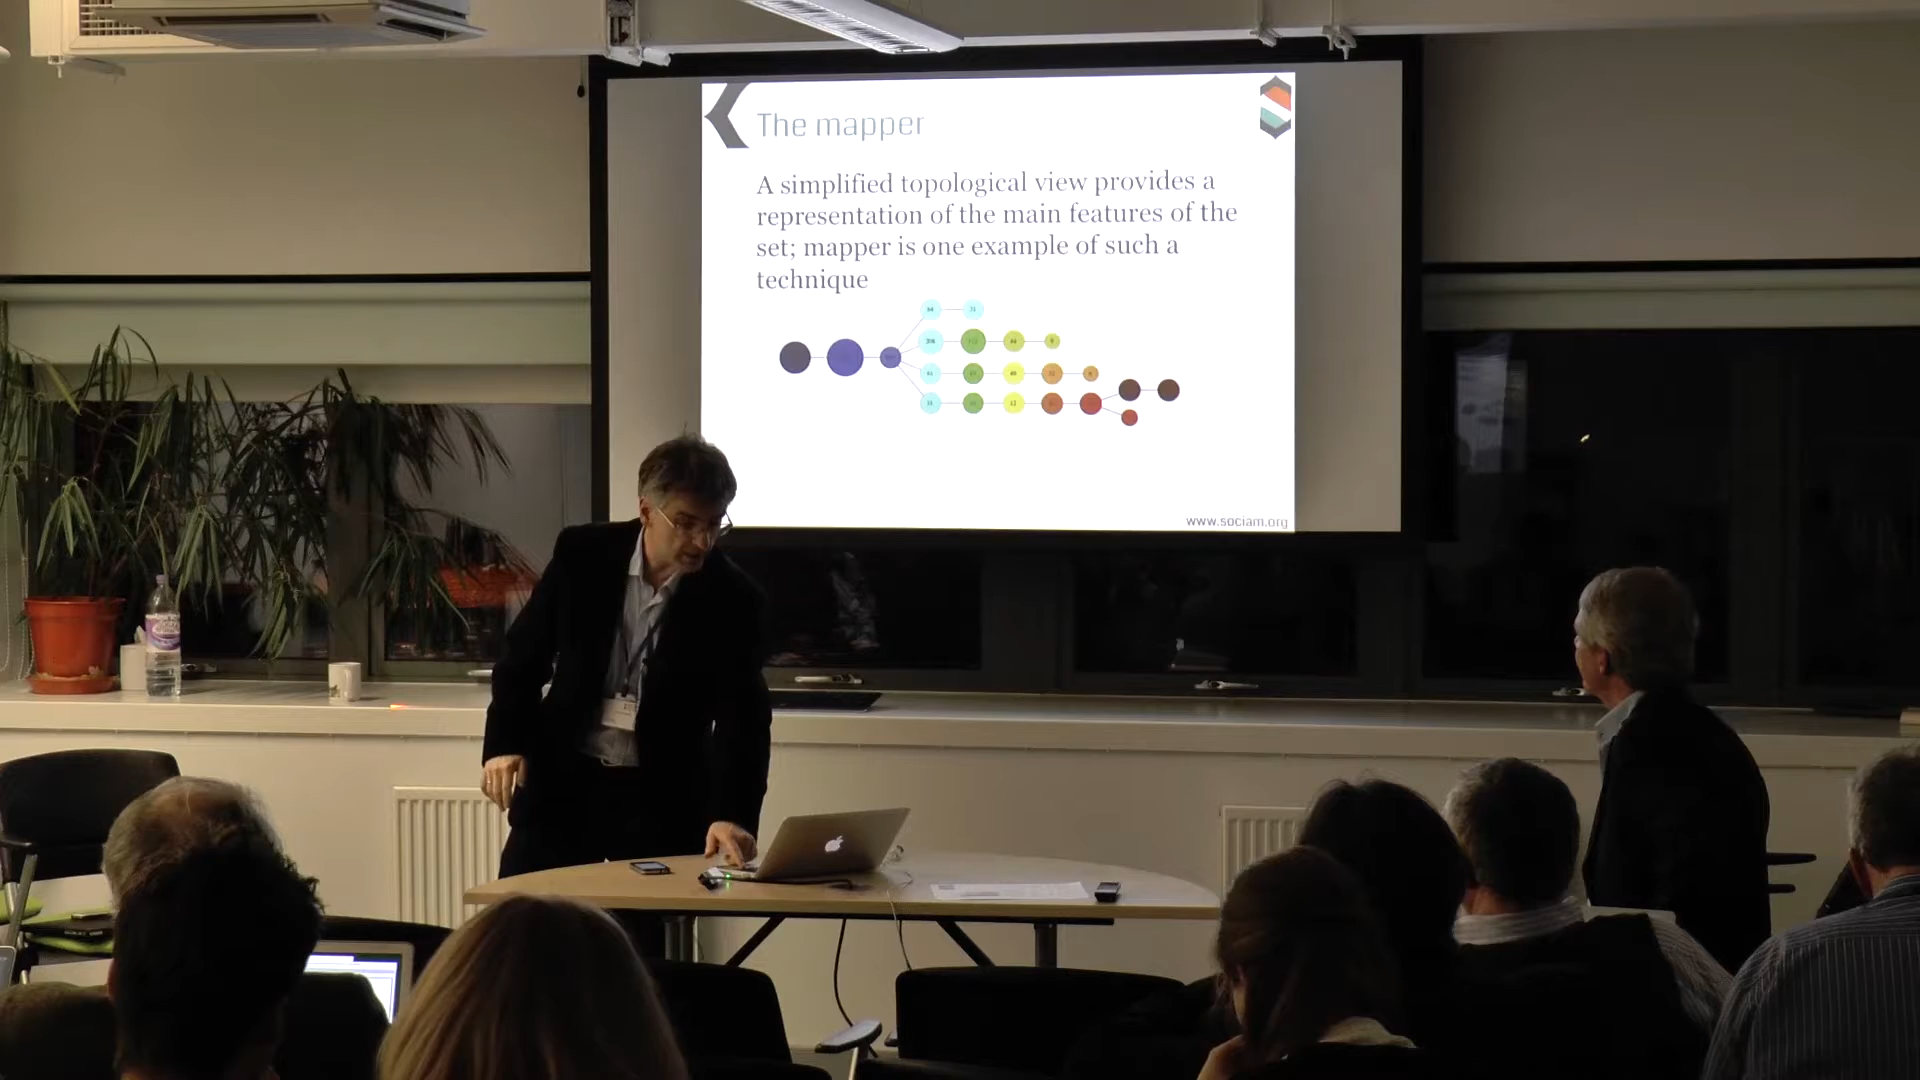 The mapper
A simplified topological view provides a
representation of the main features of the
set; mapper is one example of such a
technique
www.sociam.org